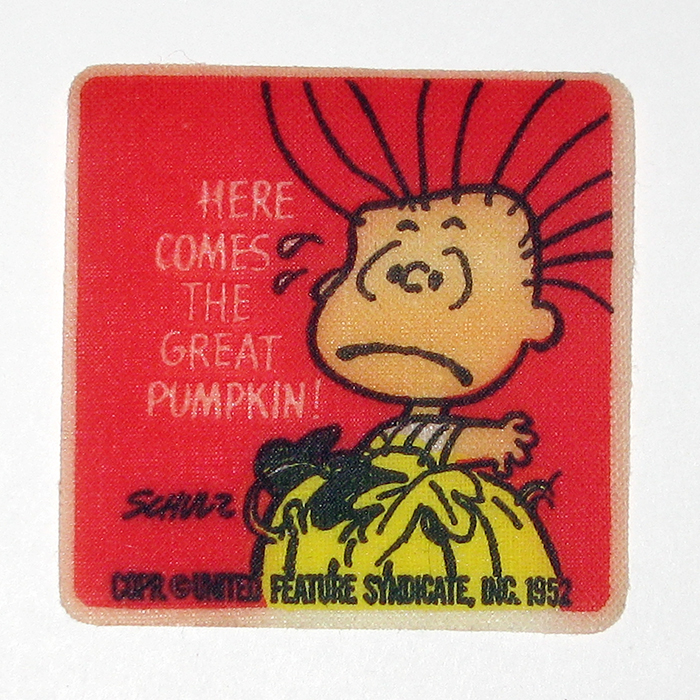 HERE
COMES
THE
GREAT
PUMPKIN!
SCHULZ
COPR. © UNITED FEATURE SYNDICATE, INC. 1952